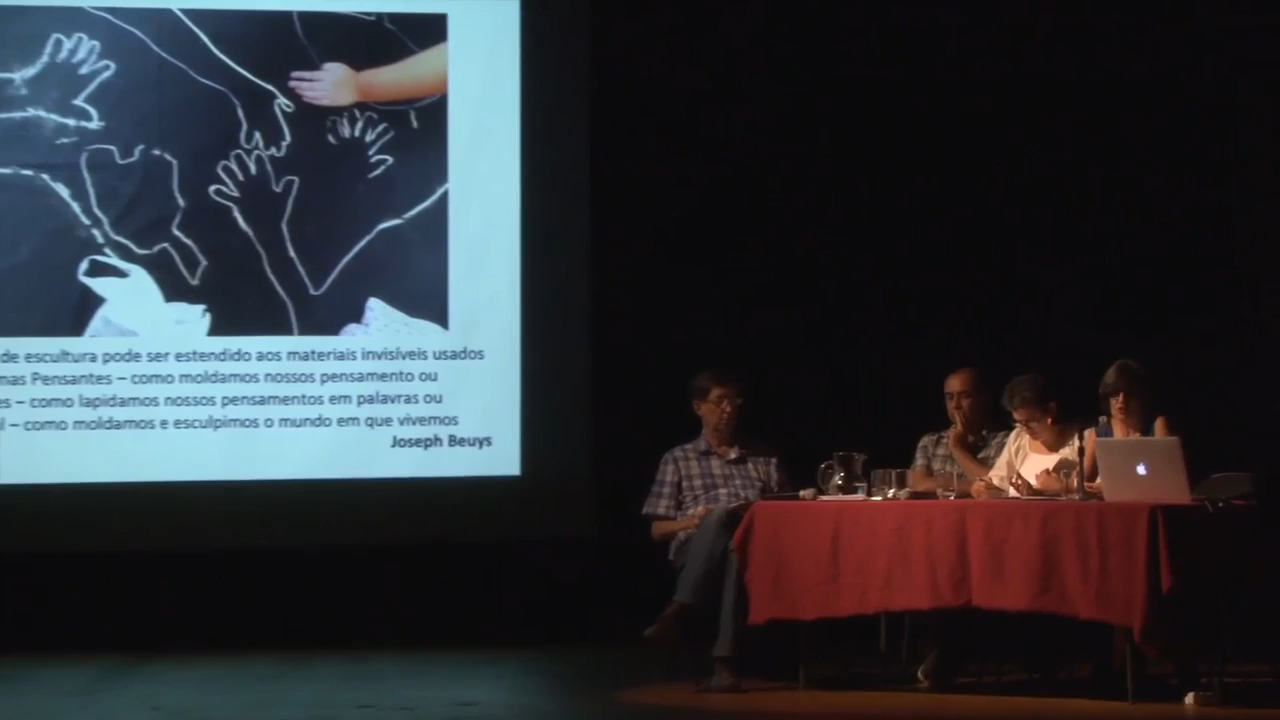 de escultura pode ser estendido aos materiais invisíveis usados
mas Pensantes – como moldamos nossos pensamento ou
es – como lapidamos nossos pensamentos em palavras ou
l – como moldamos e esculpimos o mundo em que vivemos
Joseph Beuys